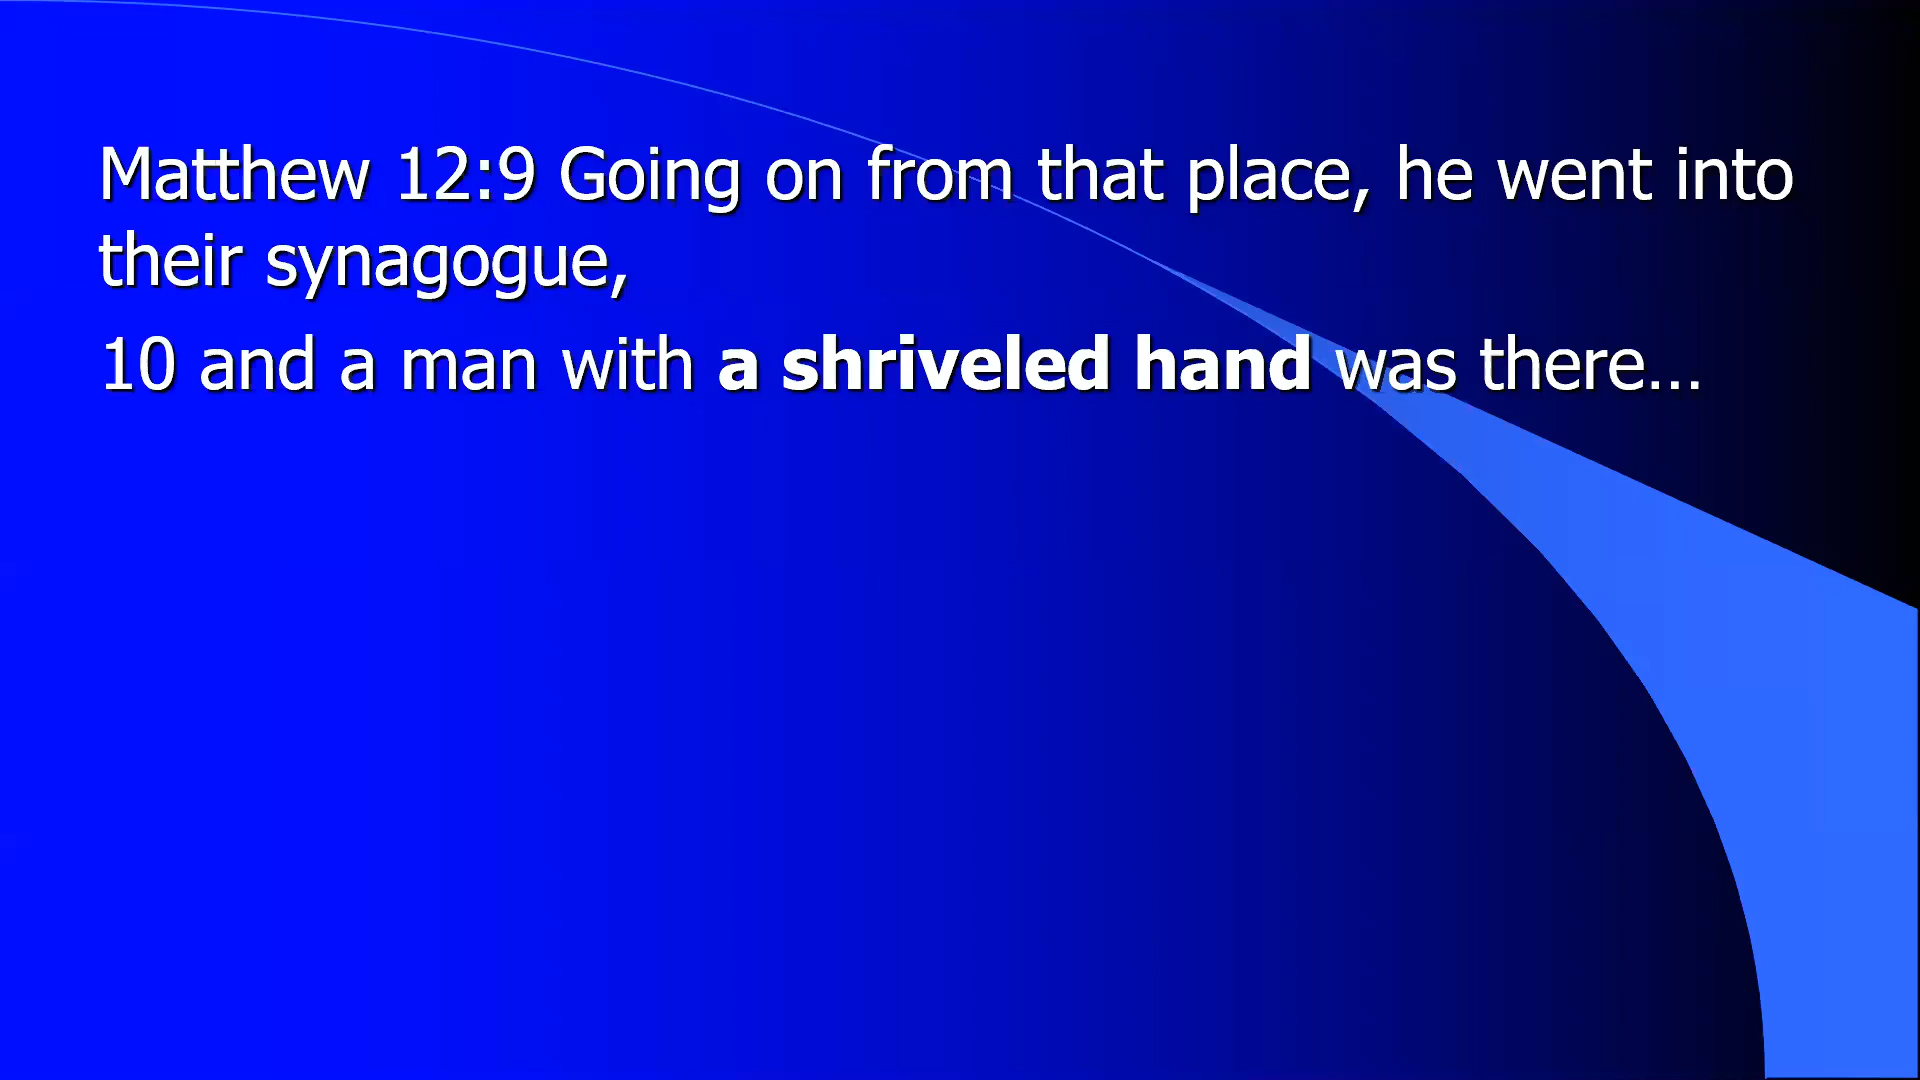 Matthew 12:9 Going on from that place, he went into
their synagogue,
10 and a man with a shriveled hand was there…